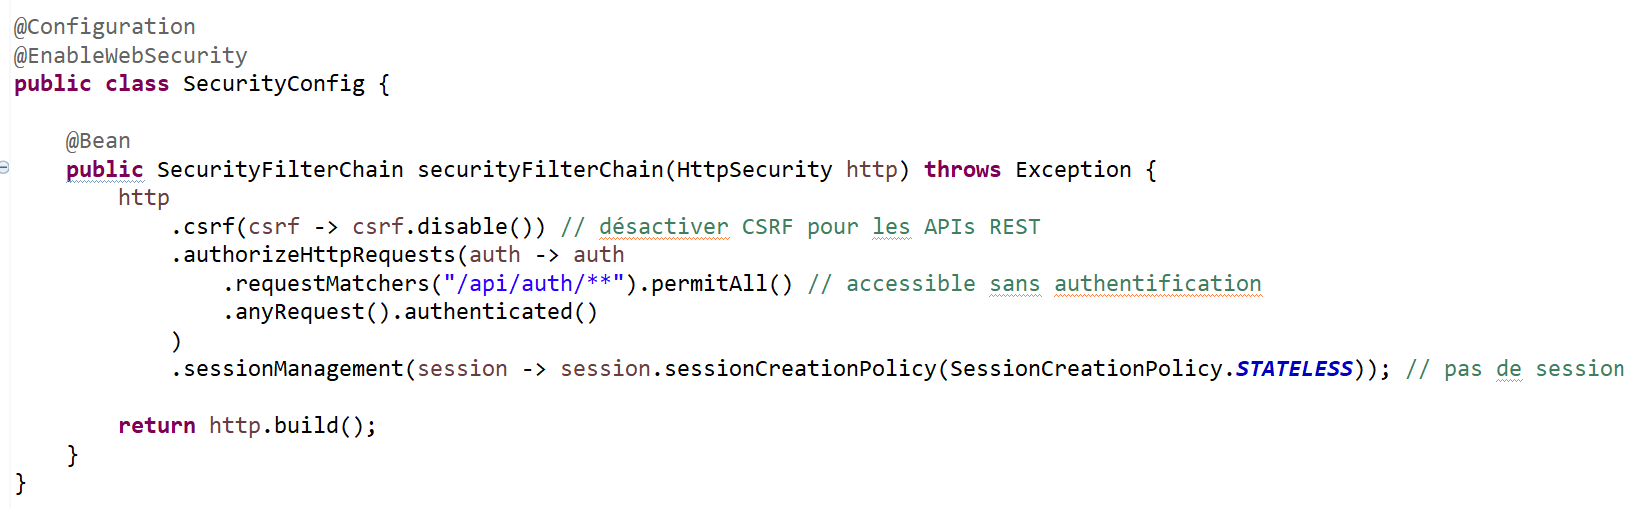 @Configuration
@EnableWebSecurity
public class SecurityConfig {
@Bean
public SecurityFilterChain securityFilterChain(HttpSecurity http) throws Exception {
http
.csrf(csrf -> csrf.disable()) // désactiver CSRF pour les APIs REST
.authorizeHttpRequests(auth -> auth
.requestMatchers("/api/auth/**").permitAll() // accessible sans authentification
.anyRequest().authenticated()
)
.sessionManagement(session -> session.sessionCreationPolicy(SessionCreationPolicy.STATELESS)); // pas de session
return http.build();
}
}